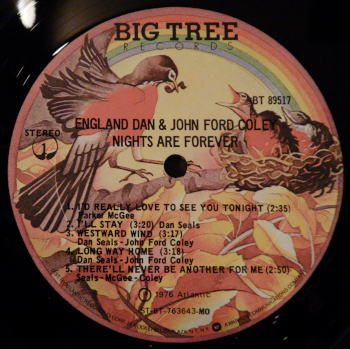 BIG TREE
RECORDS
BT 89517
ENGLAND DAN & JOHN FORD COLEY
NIGHTS ARE FOREVER
STEREO
1
1. I'D REALLY LOVE TO SEE YOU TONIGHT (2:35)
Parker McGee
2. I'LL STAY (3:20) Dan Seals
3. WESTWARD WIND (3:17)
Dan Seals-John Ford Coley
4. LONG WAY HOME (3:18)
Dan Seals-John Ford Coley
5. THERE'LL NEVER BE ANOTHER FOR ME (2:50)
Seals-McGee-Coley
℗ 1976 Atlantic
ST-BT-763643-MO